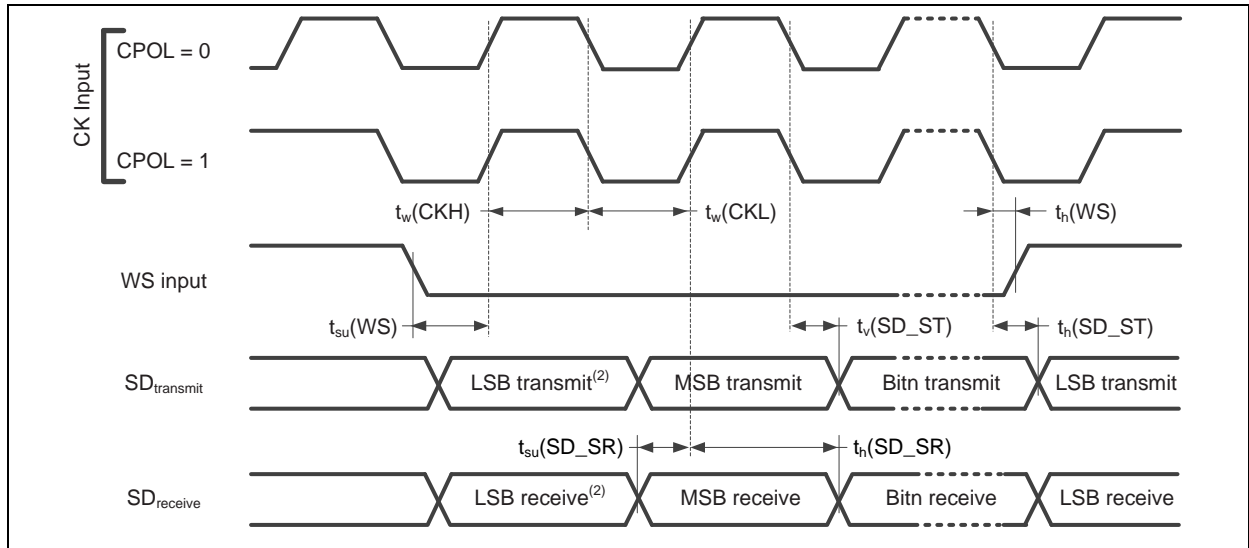 CK Input
CPOL = 0
CPOL = 1
tw(CKH)
tw(CKL)
th(WS)
WS input
tsu(WS)
tv(SD_ST)
th(SD_ST)
SDtransmit
LSB transmit(2)
MSB transmit
Bitn transmit
LSB transmit
tsu(SD_SR)
th(SD_SR)
SDreceive
LSB receive(2)
MSB receive
Bitn receive
LSB receive